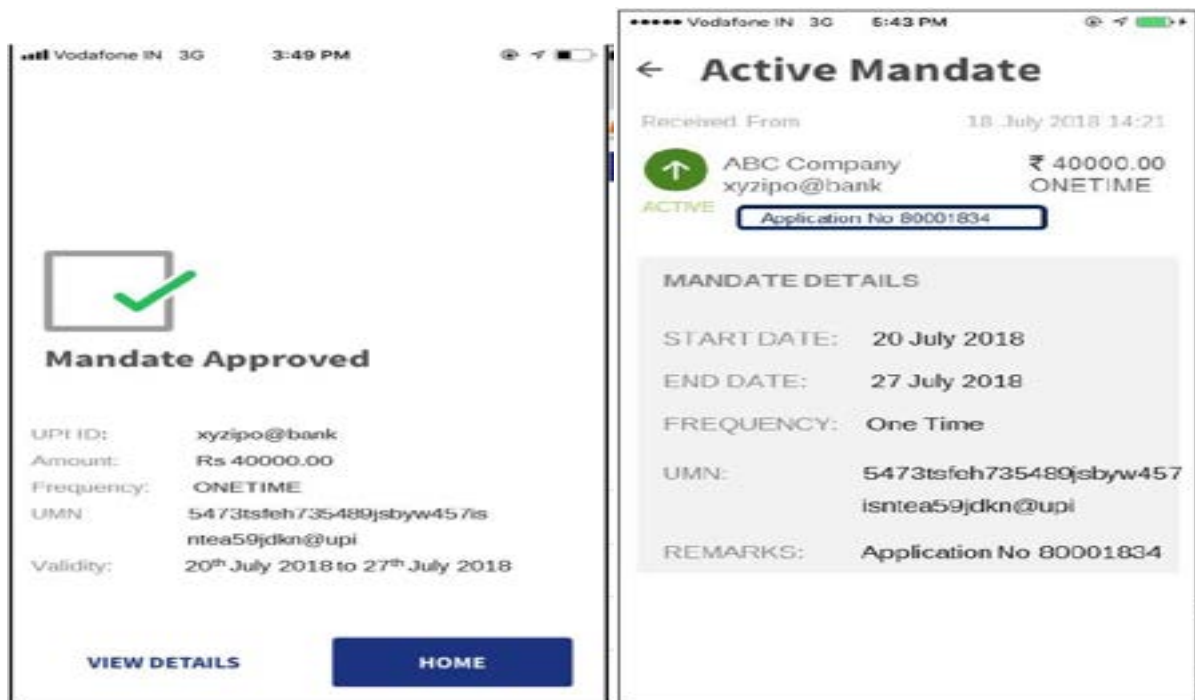 Vodafone IN 3G 3:49 PM
Mandate Approved
UPI ID: xyzipo@bank
Amount: Rs 40000.00
Frequency: ONETIME
UMN 5473tsfeh735489jsbyw457is
ntea59jdkn@upi
Validity: 20th July 2018 to 27th July 2018
VIEW DETAILS HOME
Vodafone IN 3G 5:43 PM
Active Mandate
Received From 18 July 2018 14:21
ABC Company ₹ 40000.00
xyzipo@bank ONETIME
ACTIVE Application No 80001834
MANDATE DETAILS
START DATE: 20 July 2018
END DATE: 27 July 2018
FREQUENCY: One Time
UMN: 5473tsfeh735489jsbyw457
isntea59jdkn@upi
REMARKS: Application No 80001834